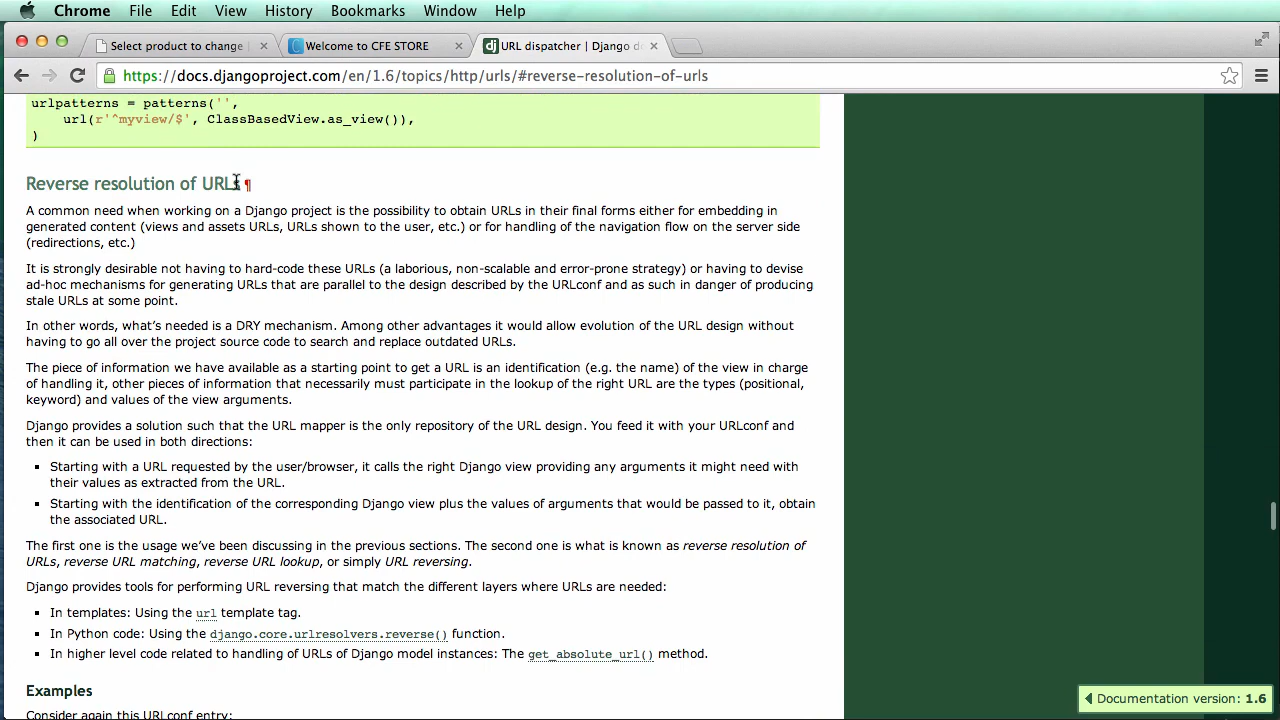 Chrome File Edit View History Bookmarks Window Help
Select product to change
Welcome to CFE STORE
dj URL dispatcher | Django d
https://docs.djangoproject.com/en/1.6/topics/http/urls/#reverse-resolution-of-urls
urlpatterns = patterns('',
url(r'^myview/$', ClassBasedView.as_view()),
)
Reverse resolution of URLs ¶
A common need when working on a Django project is the possibility to obtain URLs in their final forms either for embedding in
generated content (views and assets URLs, URLs shown to the user, etc.) or for handling of the navigation flow on the server side
(redirections, etc.)
It is strongly desirable not having to hard-code these URLs (a laborious, non-scalable and error-prone strategy) or having to devise
ad-hoc mechanisms for generating URLs that are parallel to the design described by the URLconf and as such in danger of producing
stale URLs at some point.
In other words, what's needed is a DRY mechanism. Among other advantages it would allow evolution of the URL design without
having to go all over the project source code to search and replace outdated URLs.
The piece of information we have available as a starting point to get a URL is an identification (e.g. the name) of the view in charge
of handling it, other pieces of information that necessarily must participate in the lookup of the right URL are the types (positional,
keyword) and values of the view arguments.
Django provides a solution such that the URL mapper is the only repository of the URL design. You feed it with your URLconf and
then it can be used in both directions:
▪ Starting with a URL requested by the user/browser, it calls the right Django view providing any arguments it might need with
their values as extracted from the URL.
▪ Starting with the identification of the corresponding Django view plus the values of arguments that would be passed to it, obtain
the associated URL.
The first one is the usage we've been discussing in the previous sections. The second one is what is known as reverse resolution of
URLs, reverse URL matching, reverse URL lookup, or simply URL reversing.
Django provides tools for performing URL reversing that match the different layers where URLs are needed:
▪ In templates: Using the url template tag.
▪ In Python code: Using the django.core.urlresolvers.reverse() function.
▪ In higher level code related to handling of URLs of Django model instances: The get_absolute_url() method.
Examples
Consider again this URLconf entry:
Documentation version: 1.6